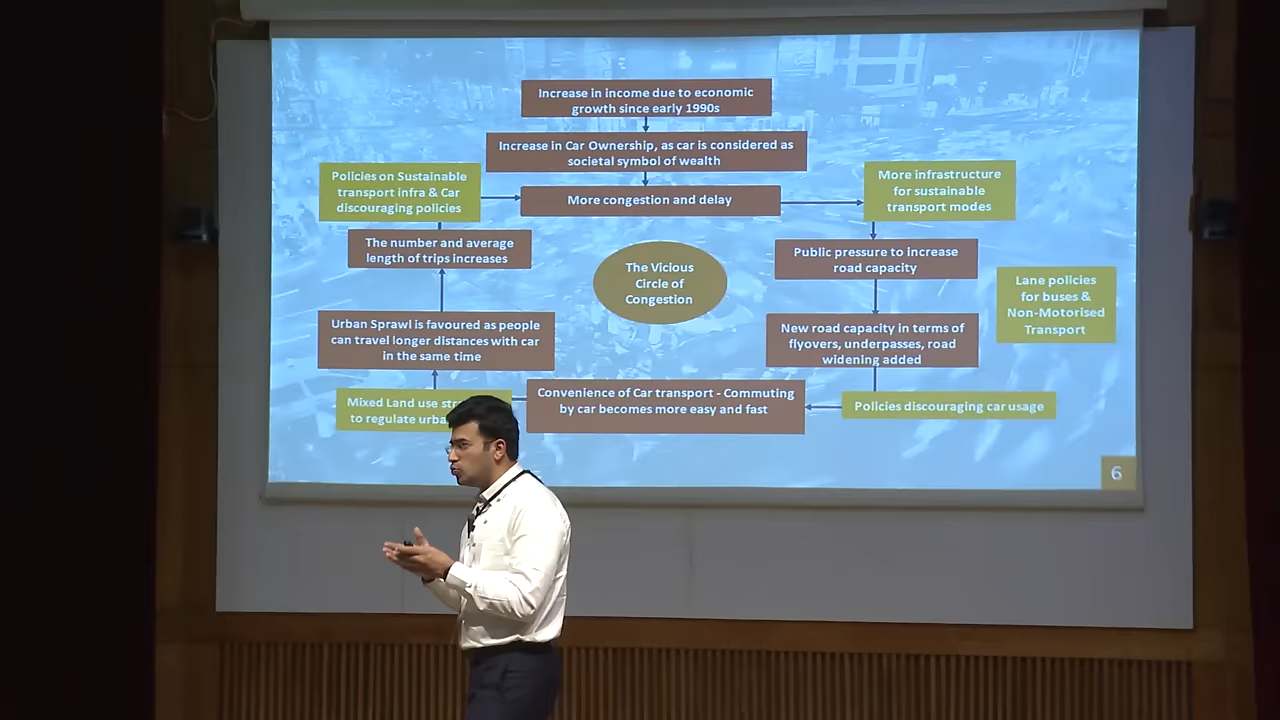 Increase in income due to economic
growth since early 1990s
Increase in Car Ownership, as car is considered as
societal symbol of wealth
Policies on Sustainable
transport infra & Car
discouraging policies
More congestion and delay
More infrastructure
for sustainable
transport modes
The number and average
length of trips increases
The Vicious
Circle of
Congestion
Public pressure to increase
road capacity
Lane policies
for buses &
Non-Motorised
Transport
Urban Sprawl is favoured as people
can travel longer distances with car
in the same time
New road capacity in terms of
flyovers, underpasses, road
widening added
Mixed Land use
to regulate
Convenience of Car transport - Commuting
by car becomes more easy and fast
Policies discouraging car usage
6